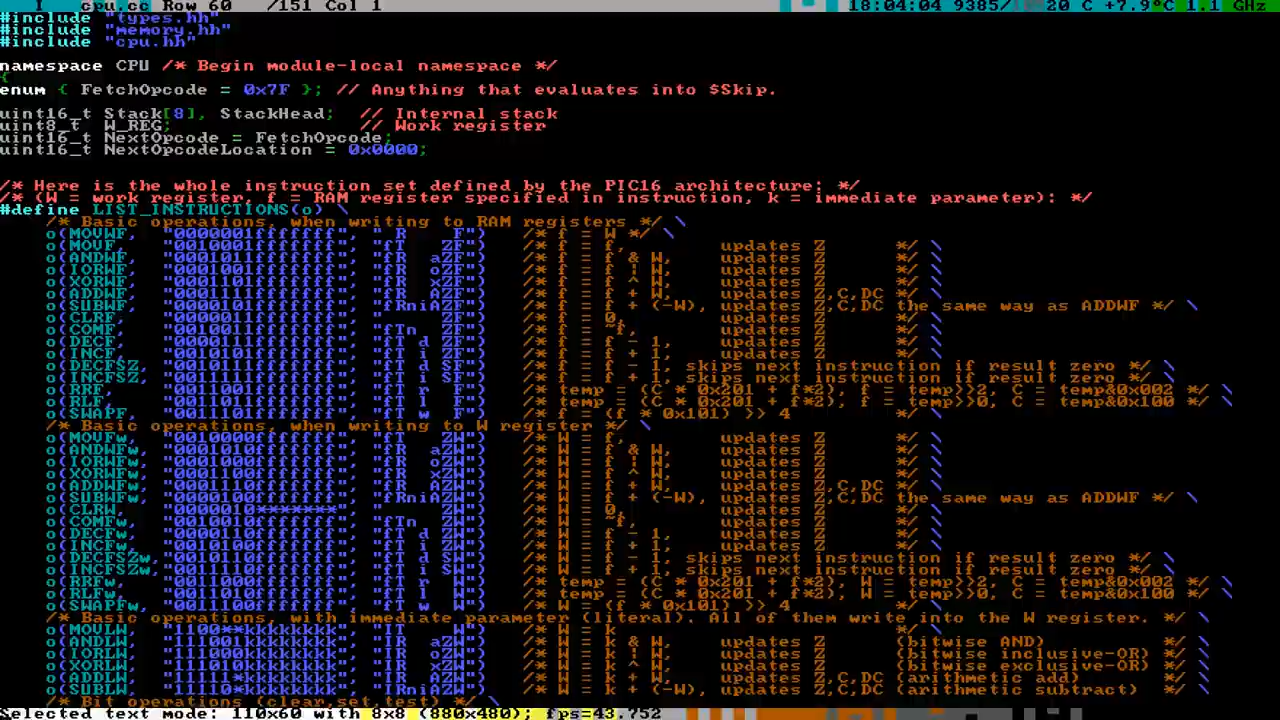 I cpu.cc Row 60 /151 Col 1 18:04:04 9385/ 20 C +7.9°C 1.1 GHz
#include "types.hh"
#include "memory.hh"
#include "cpu.hh"
namespace CPU /* Begin module-local namespace */
{
enum { FetchOpcode = 0x7F }; // Anything that evaluates into $Skip.
uint16_t Stack[8], StackHead; // Internal stack
uint8_t W_REG; // Work register
uint16_t NextOpcode = FetchOpcode;
uint16_t NextOpcodeLocation = 0x0000;
/* Here is the whole instruction set defined by the PIC16 architecture: */
/* (W = work register, f = RAM register specified in instruction, k = immediate parameter): */
#define LIST_INSTRUCTIONS(o) \
/* Basic operations, when writing to RAM registers */ \
o(MOVWF, "0000001fffffff", "R F") /* f = W */ \
o(MOVF, "0010001fffffff", "fT ZF") /* f = f, updates Z */ \
o(ANDWF, "0001011fffffff", "fR aZF") /* f = f & W, updates Z */ \
o(IORWF, "0001001fffffff", "fR oZF") /* f = f ¦ W, updates Z */ \
o(XORWF, "0001101fffffff", "fR xZF") /* f = f ^ W, updates Z */ \
o(ADDWF, "0001111fffffff", "fR AZF") /* f = f + W, updates Z,C,DC */ \
o(SUBWF, "0000101fffffff", "fRniAZF") /* f = f + (-W), updates Z,C,DC the same way as ADDWF */ \
o(CLRF, "0000011fffffff", " ZF") /* f = 0, updates Z */ \
o(COMF, "0010011fffffff", "fTn ZF") /* f = ~f, updates Z */ \
o(DECF, "0000111fffffff", "fT d ZF") /* f = f - 1, updates Z */ \
o(INCF, "0010101fffffff", "fT i ZF") /* f = f + 1, updates Z */ \
o(DECFSZ, "0010111fffffff", "fT d SF") /* f = f - 1, skips next instruction if result zero */ \
o(INCFSZ, "0011111fffffff", "fT i SF") /* f = f + 1, skips next instruction if result zero */ \
o(RRF, "0011001fffffff", "fT r F") /* temp = (C * 0x201 + f*2), f = temp>>2, C = temp&0x002 */ \
o(RLF, "0011011fffffff", "fT l F") /* temp = (C * 0x201 + f*2), f = temp>>0, C = temp&0x100 */ \
o(SWAPF, "0011101fffffff", "fT w F") /* f = (f * 0x101) >> 4 */ \
/* Basic operations, when writing to W register */ \
o(MOVFw, "0010000fffffff", "fT ZW") /* W = f, updates Z */ \
o(ANDWFw, "0001010fffffff", "fR aZW") /* W = f & W, updates Z */ \
o(IORWFw, "0001000fffffff", "fR oZW") /* W = f ¦ W, updates Z */ \
o(XORWFw, "0001100fffffff", "fR xZW") /* W = f ^ W, updates Z */ \
o(ADDWFw, "0001110fffffff", "fR AZW") /* W = f + W, updates Z,C,DC */ \
o(SUBWFw, "0000100fffffff", "fRniAZW") /* W = f + (-W), updates Z,C,DC the same way as ADDWF */ \
o(CLRW, "0000010*******", " ZW") /* W = 0, updates Z */ \
o(COMFw, "0010010fffffff", "fTn ZW") /* W = ~f, updates Z */ \
o(DECFw, "0000110fffffff", "fT d ZW") /* W = f - 1, updates Z */ \
o(INCFw, "0010100fffffff", "fT i ZW") /* W = f + 1, updates Z */ \
o(DECFSZw, "0010110fffffff", "fT d SW") /* W = f - 1, skips next instruction if result zero */ \
o(INCFSZw, "0011110fffffff", "fT i SW") /* W = f + 1, skips next instruction if result zero */ \
o(RRFw, "0011000fffffff", "fT r W") /* temp = (C * 0x201 + f*2), W = temp>>2, C = temp&0x002 */ \
o(RLFw, "0011010fffffff", "fT l W") /* temp = (C * 0x201 + f*2), W = temp>>0, C = temp&0x100 */ \
o(SWAPFw, "0011100fffffff", "fT w W") /* W = (f * 0x101) >> 4 */ \
/* Basic operations, with immediate parameter (literal). All of them write into the W register. */ \
o(MOVLW, "1100**kkkkkkkk", "IT W") /* W = k */ \
o(ANDLW, "111001kkkkkkkk", "IR aZW") /* W = k & W, updates Z (bitwise AND) */ \
o(IORLW, "111000kkkkkkkk", "IR oZW") /* W = k ¦ W, updates Z (bitwise inclusive-OR) */ \
o(XORLW, "111010kkkkkkkk", "IR xZW") /* W = k ^ W, updates Z (bitwise exclusive-OR) */ \
o(ADDLW, "11111*kkkkkkkk", "IR AZW") /* W = k + W, updates Z,C,DC (arithmetic add) */ \
o(SUBLW, "11110*kkkkkkkk", "IRniAZW") /* W = k + (-W), updates Z,C,DC (arithmetic subtract) */ \
/* Bit operations (clear,set,test) */ \
Selected text mode: 110x60 with 8x8 (880x480); fps=43.752